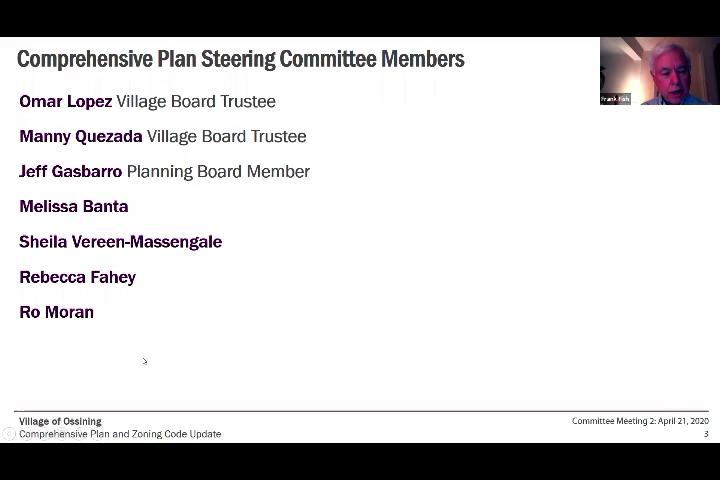 Comprehensive Plan Steering Committee Members
Frank Fish
Omar Lopez Village Board Trustee
Manny Quezada Village Board Trustee
Jeff Gasbarro Planning Board Member
Melissa Banta
Sheila Vereen-Massengale
Rebecca Fahey
Ro Moran
Village of Ossining
Committee Meeting 2: April 21, 2020
Comprehensive Plan and Zoning Code Update
3